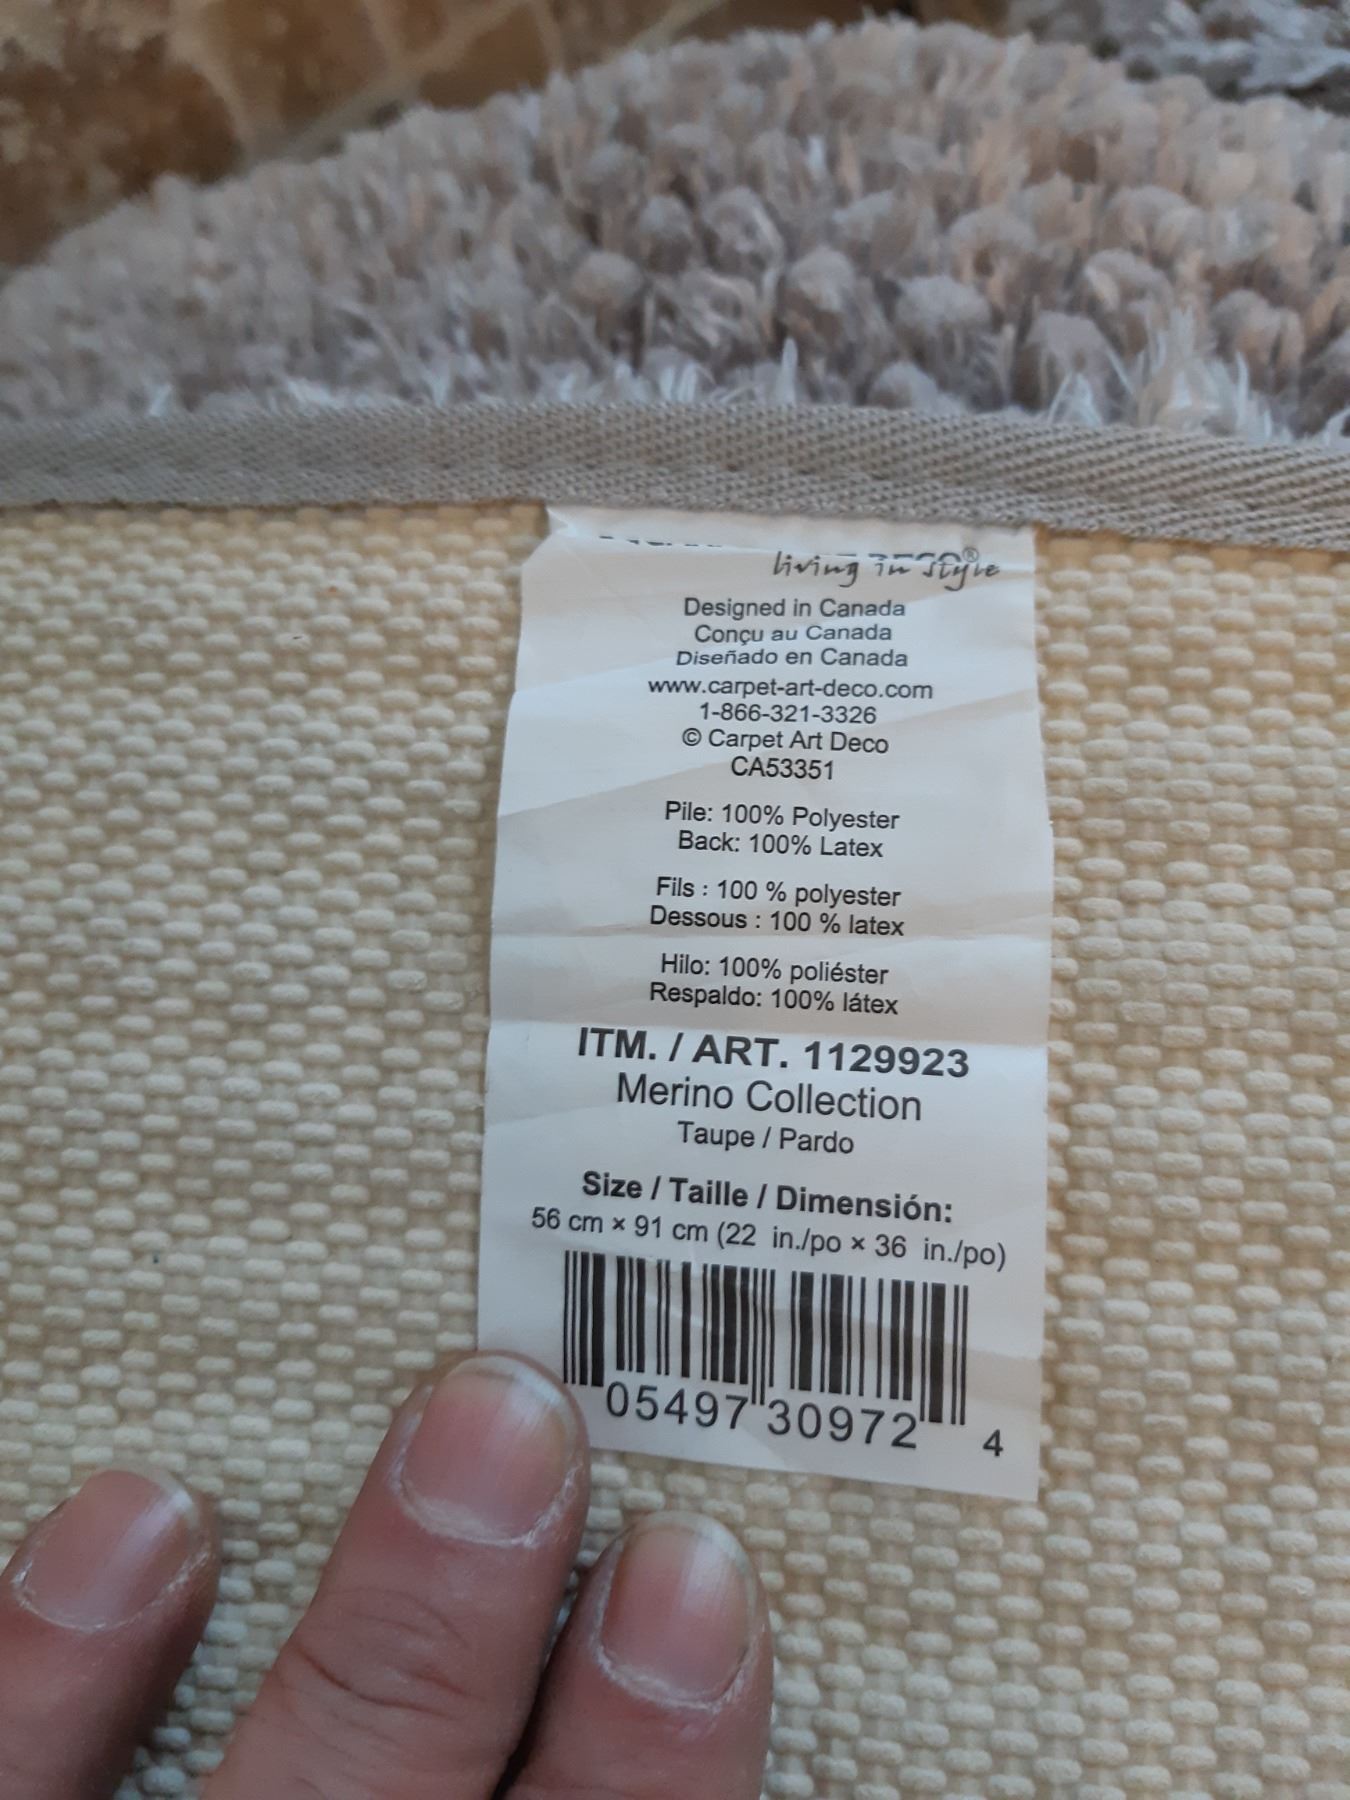 living in style
Designed in Canada
Conçu au Canada
Diseñado en Canada
www.carpet-art-deco.com
1-866-321-3326
© Carpet Art Deco
CA53351
Pile: 100% Polyester
Back: 100% Latex
Fils : 100 % polyester
Dessous : 100 % latex
Hilo: 100% poliéster
Respaldo: 100% látex
ITM. / ART. 1129923
Merino Collection
Taupe / Pardo
Size / Taille / Dimensión:
56 cm × 91 cm (22 in./po × 36 in./po)
05497 30972 4